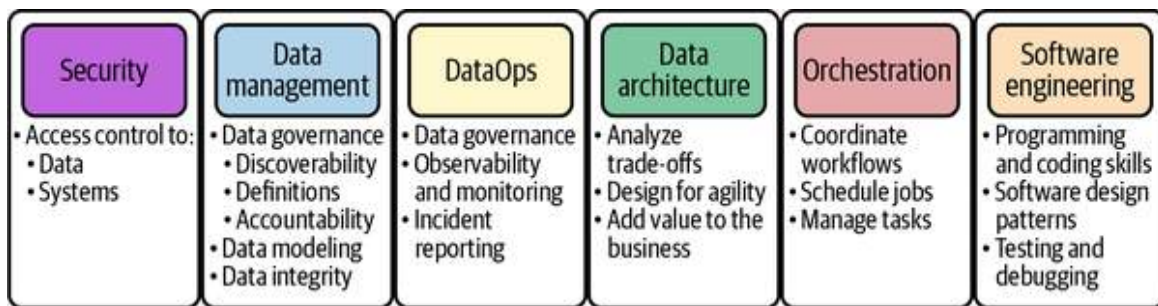 Security
• Access control to:
• Data
• Systems
Data
management
• Data governance
• Discoverability
• Definitions
• Accountability
• Data modeling
• Data integrity
DataOps
• Data governance
• Observability
and monitoring
• Incident
reporting
Data
architecture
• Analyze
trade-offs
• Design for agility
• Add value to the
business
Orchestration
• Coordinate
workflows
• Schedule jobs
• Manage tasks
Software
engineering
• Programming
and coding skills
• Software design
patterns
• Testing and
debugging